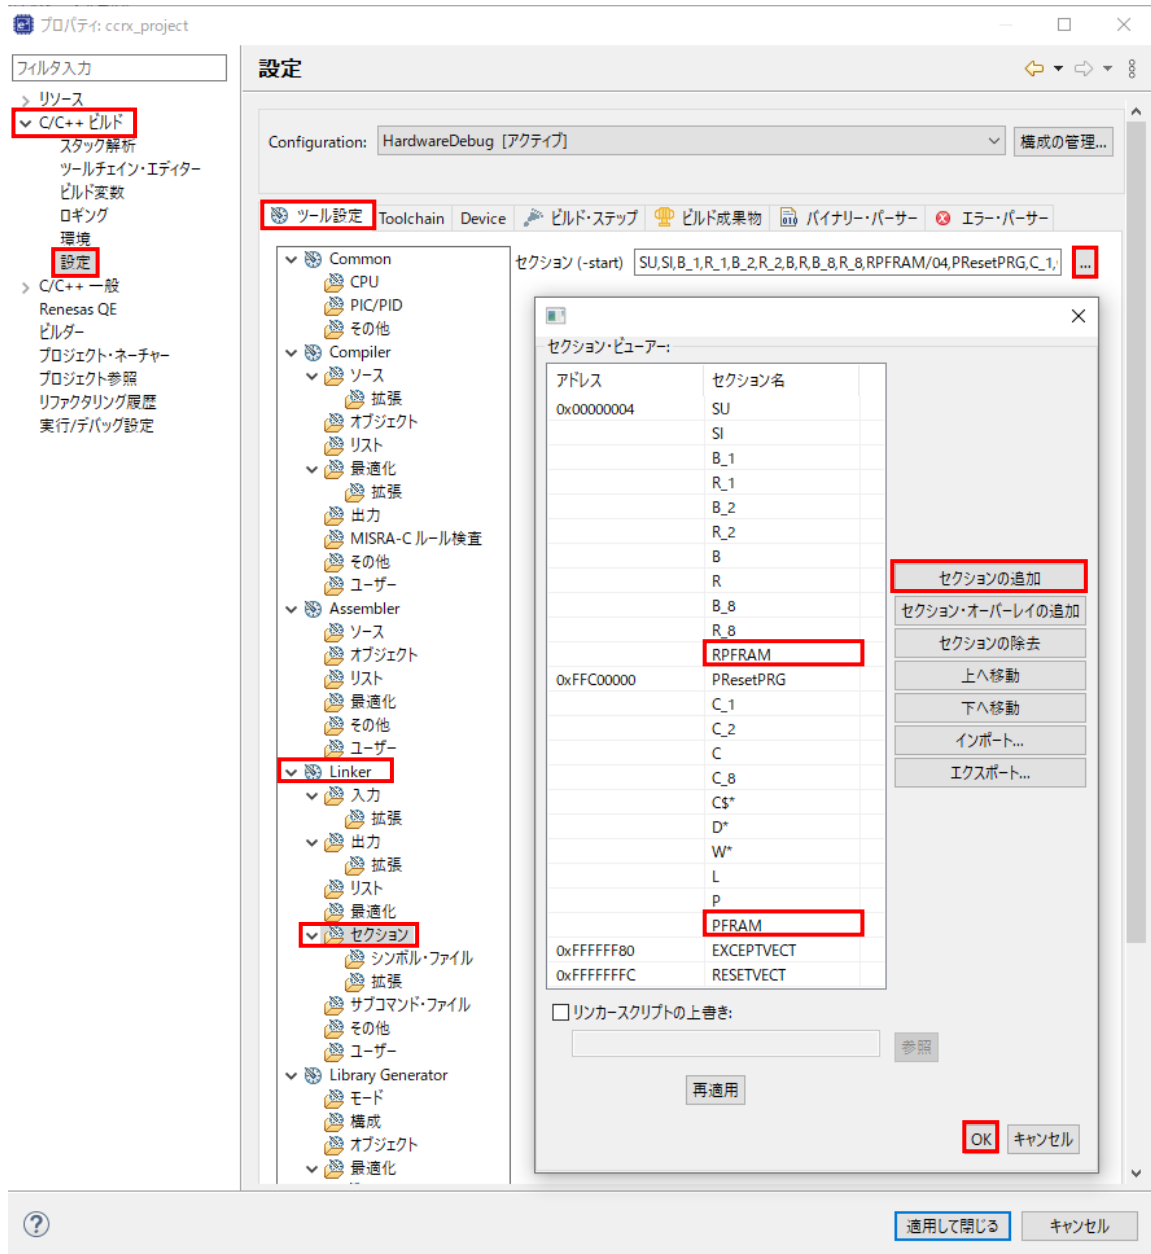 プロパティ: ccrx_project
フィルタ入力
リソース
C/C++ ビルド
スタック解析
ツールチェイン・エディター
ビルド変数
ロギング
環境
設定
C/C++ 一般
Renesas QE
ビルダー
プロジェクト・ネーチャー
プロジェクト参照
リファクタリング履歴
実行/デバッグ設定
設定
Configuration: HardwareDebug [アクティブ] 構成の管理...
ツール設定 Toolchain Device ビルド・ステップ ビルド成果物 バイナリー・パーサー エラー・パーサー
Common
CPU
PIC/PID
その他
Compiler
ソース
拡張
オブジェクト
リスト
最適化
拡張
出力
MISRA-C ルール検査
その他
ユーザー
Assembler
ソース
オブジェクト
リスト
最適化
その他
ユーザー
Linker
入力
拡張
出力
拡張
リスト
最適化
セクション
シンボル・ファイル
拡張
サブコマンド・ファイル
その他
ユーザー
Library Generator
モード
構成
オブジェクト
最適化
セクション (-start) SU,SI,B_1,R_1,B_2,R_2,B,R,B_8,R_8,RPFRAM/04,PResetPRG,C_1, ...
セクション・ビューアー:
アドレス セクション名
0x00000004 SU
SI
B_1
R_1
B_2
R_2
B
R
B_8
R_8
RPFRAM
0xFFC00000 PResetPRG
C_1
C_2
C
C_8
C$*
D*
W*
L
P
PFRAM
0xFFFFFF80 EXCEPTVECT
0xFFFFFFFC RESETVECT
セクションの追加
セクション・オーバーレイの追加
セクションの除去
上へ移動
下へ移動
インポート...
エクスポート...
リンカースクリプトの上書き:
参照
再適用
OK キャンセル
適用して閉じる キャンセル